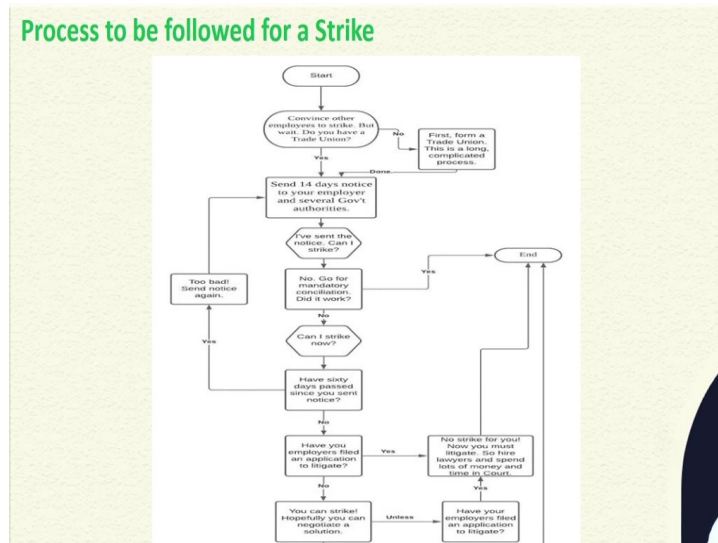 Process to be followed for a Strike
Start
Convince other
employees to strike. But
wait. Do you have a
Trade Union?
No
First, form a
Trade Union.
This is a long,
complicated
process.
Yes
Done
Send 14 days notice
to your employer
and several Gov't
authorities.
I've sent the
notice. Can I
strike?
End
Too bad!
Send notice
again.
No. Go for
mandatory
conciliation.
Did it work?
Yes
No
Can I strike
now?
Yes
Have sixty
days passed
since you sent
notice?
No
Have you
employers filed
an application
to litigate?
Yes
No strike for you!
Now you must
litigate. So hire
lawyers and spend
lots of money and
time in Court.
No
Yes
You can strike!
Hopefully you can
negotiate a
solution.
Unless
Have your
employers filed
an application
to litigate?